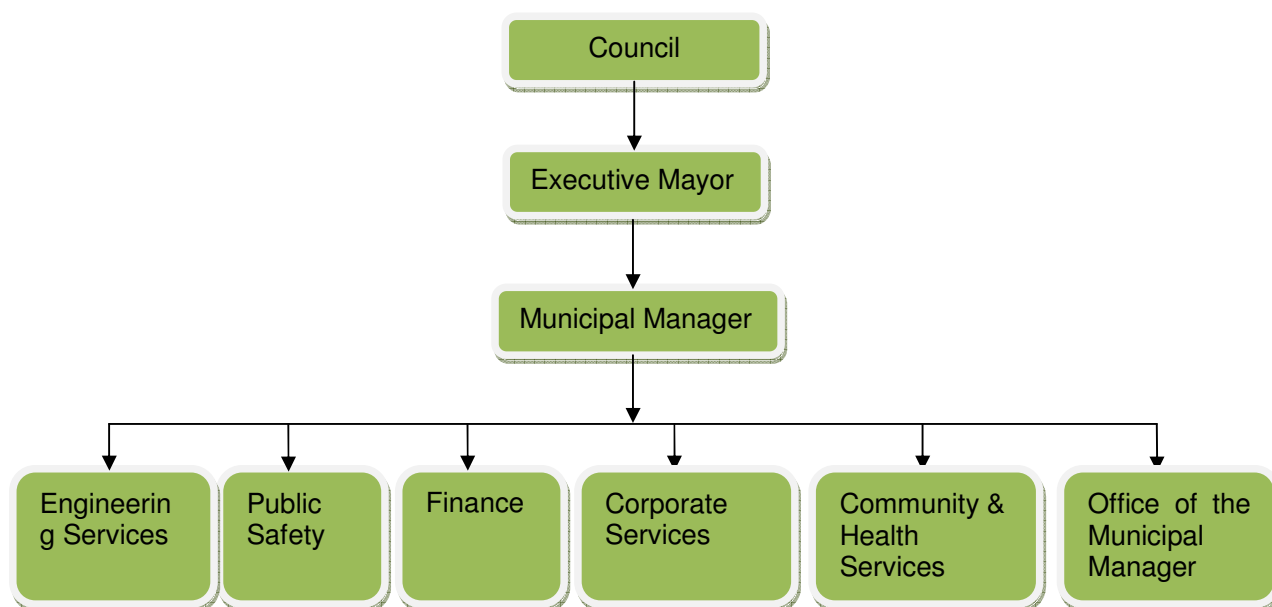 Council
Executive Mayor
Municipal Manager
Engineerin
g Services
Public
Safety
Finance
Corporate
Services
Community &
Health
Services
Office of the
Municipal
Manager